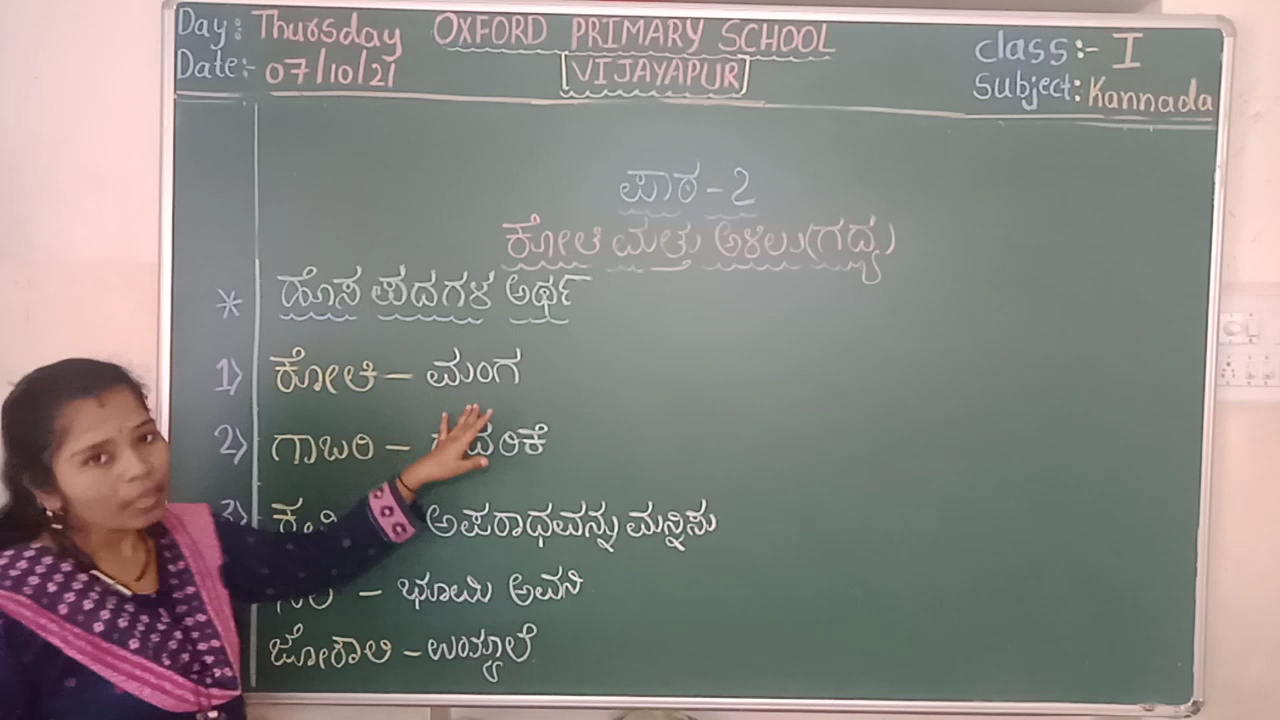 Day: Thursday
OXFORD PRIMARY SCHOOL
class:- I
Date:- 07/10/21
[VIJAYAPUR]
Subject: Kannada
ಪಾಠ-2
ಕೋತಿ ಮತ್ತು ಅಳಿಲು(ಗದ್ಯ)
* ಹೊಸ ಪದಗಳ ಅರ್ಥ
1) ಕೋತಿ - ಮಂಗ
2) ಗಾಬರಿ -
3) ಅಪರಾಧವನ್ನು ಮನ್ನಿಸು
- ಭೂಮಿ ಅವನಿ
ಜೋಕಾಲಿ - ಉಯ್ಯಾಲೆ